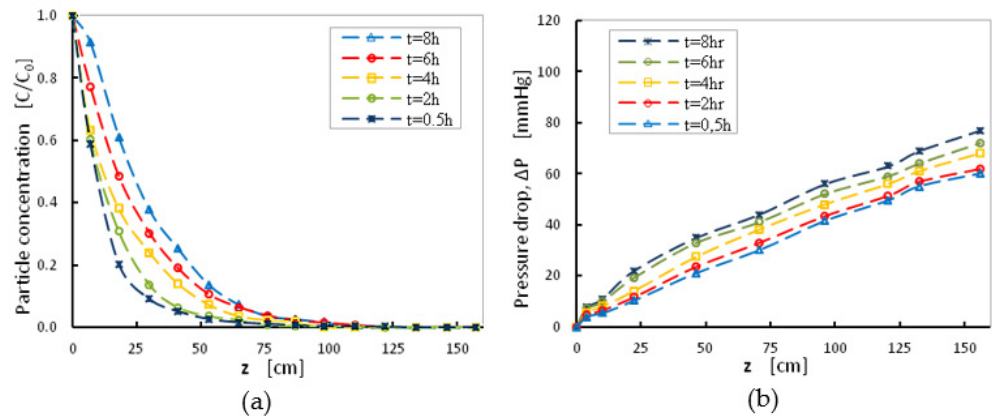 Particle concentration [C/C0]
1.0
0.8
0.6
0.4
0.2
0.0
0
25
50
75
100
125
150
z [cm]
t=8h
t=6h
t=4h
t=2h
t=0.5h
(a)
Pressure drop, ΔP [mmHg]
120
100
80
60
40
20
0
0
25
50
75
100
125
150
z [cm]
t=8hr
t=6hr
t=4hr
t=2hr
t=0,5h
(b)